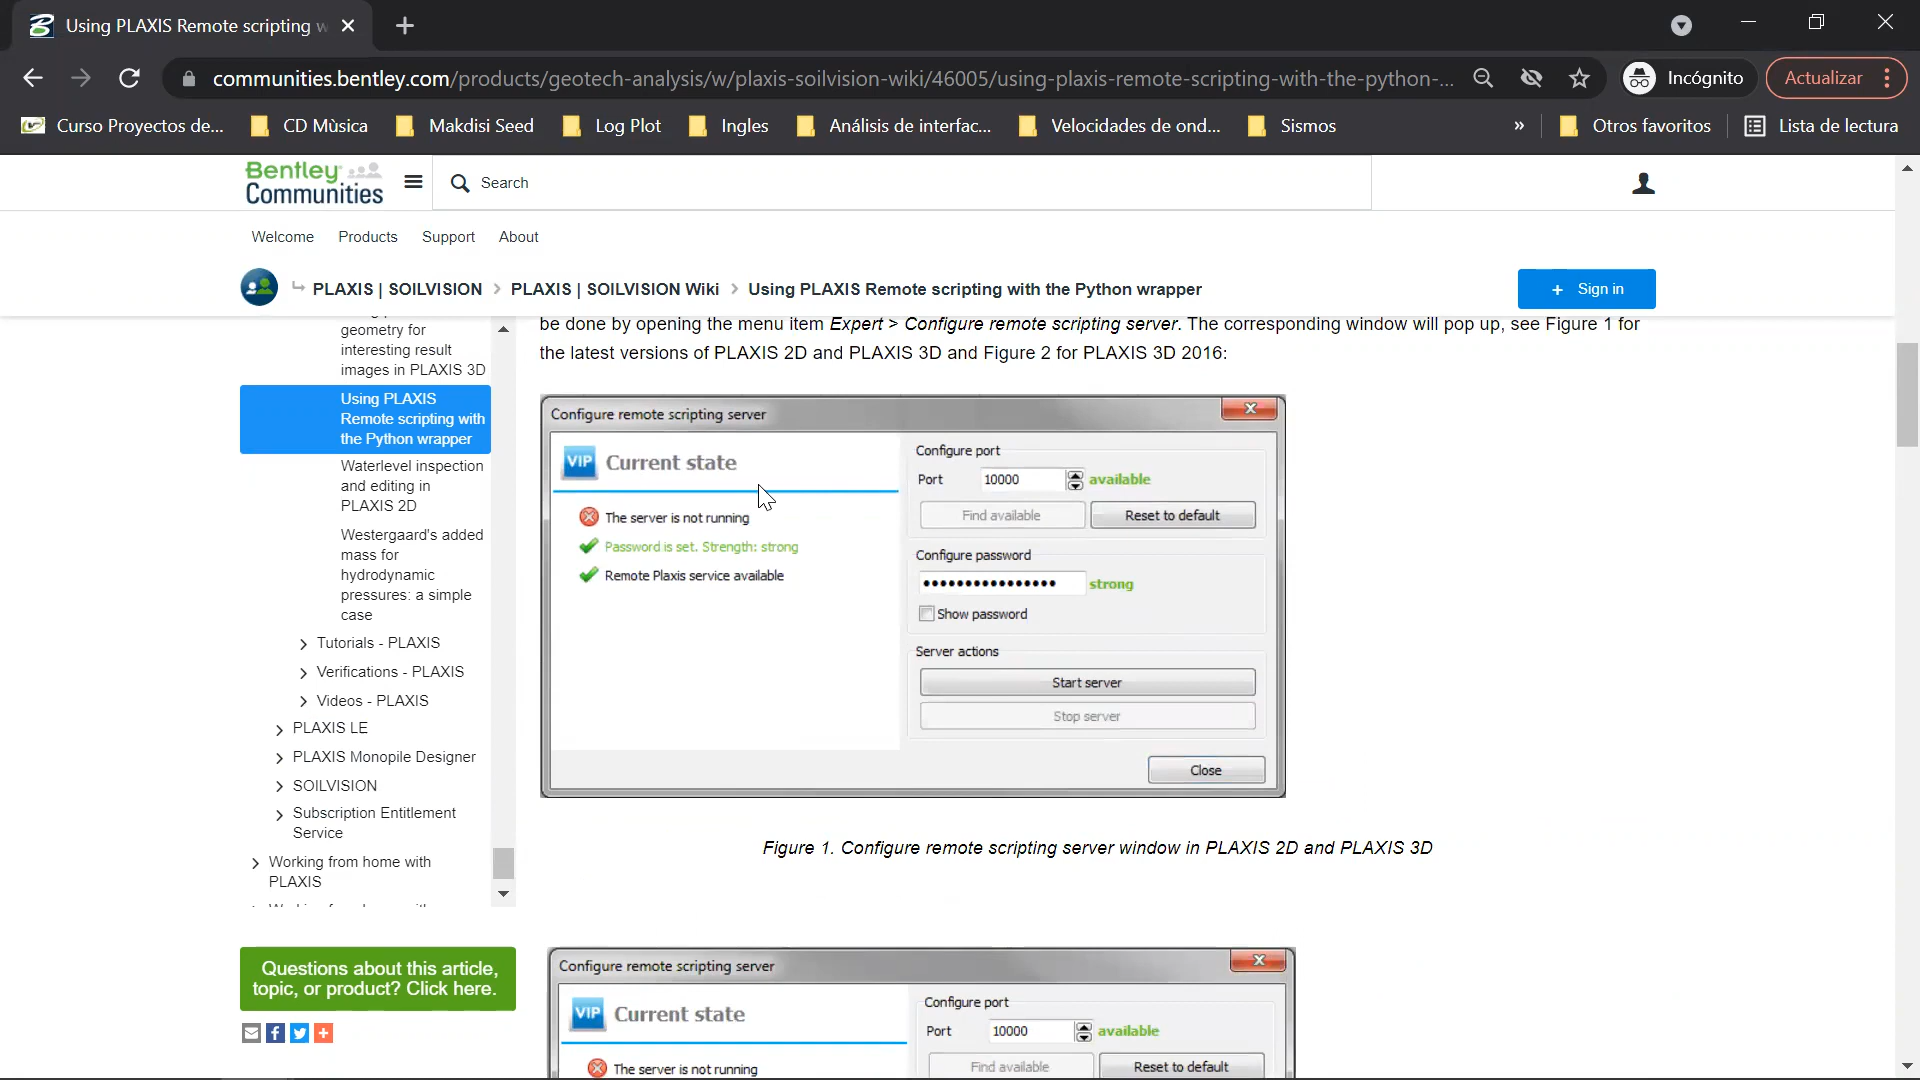 Using PLAXIS Remote scripting w
communities.bentley.com/products/geotech-analysis/w/plaxis-soilvision-wiki/46005/using-plaxis-remote-scripting-with-the-python-...
Incógnito
Actualizar
Curso Proyectos de...
CD Mùsica
Makdisi Seed
Log Plot
Ingles
Análisis de interfac...
Velocidades de ond...
Sismos
»
Otros favoritos
Lista de lectura
Bentley
Communities
Search
Welcome
Products
Support
About
PLAXIS | SOILVISION > PLAXIS | SOILVISION Wiki > Using PLAXIS Remote scripting with the Python wrapper
+ Sign in
geometry for
interesting result
images in PLAXIS 3D
Using PLAXIS
Remote scripting with
the Python wrapper
Waterlevel inspection
and editing in
PLAXIS 2D
Westergaard's added
mass for
hydrodynamic
pressures: a simple
case
Tutorials - PLAXIS
Verifications - PLAXIS
Videos - PLAXIS
PLAXIS LE
PLAXIS Monopile Designer
SOILVISION
Subscription Entitlement
Service
Working from home with
PLAXIS
Questions about this article,
topic, or product? Click here.
be done by opening the menu item Expert > Configure remote scripting server. The corresponding window will pop up, see Figure 1 for
the latest versions of PLAXIS 2D and PLAXIS 3D and Figure 2 for PLAXIS 3D 2016:
Configure remote scripting server
VIP Current state
The server is not running
Password is set. Strength: strong
Remote Plaxis service available
Configure port
Port 10000 available
Find available
Reset to default
Configure password
•••••••••••••••• strong
Show password
Server actions
Start server
Stop server
Close
Figure 1. Configure remote scripting server window in PLAXIS 2D and PLAXIS 3D
Configure remote scripting server
VIP Current state
The server is not running
Configure port
Port 10000 available
Find available
Reset to default